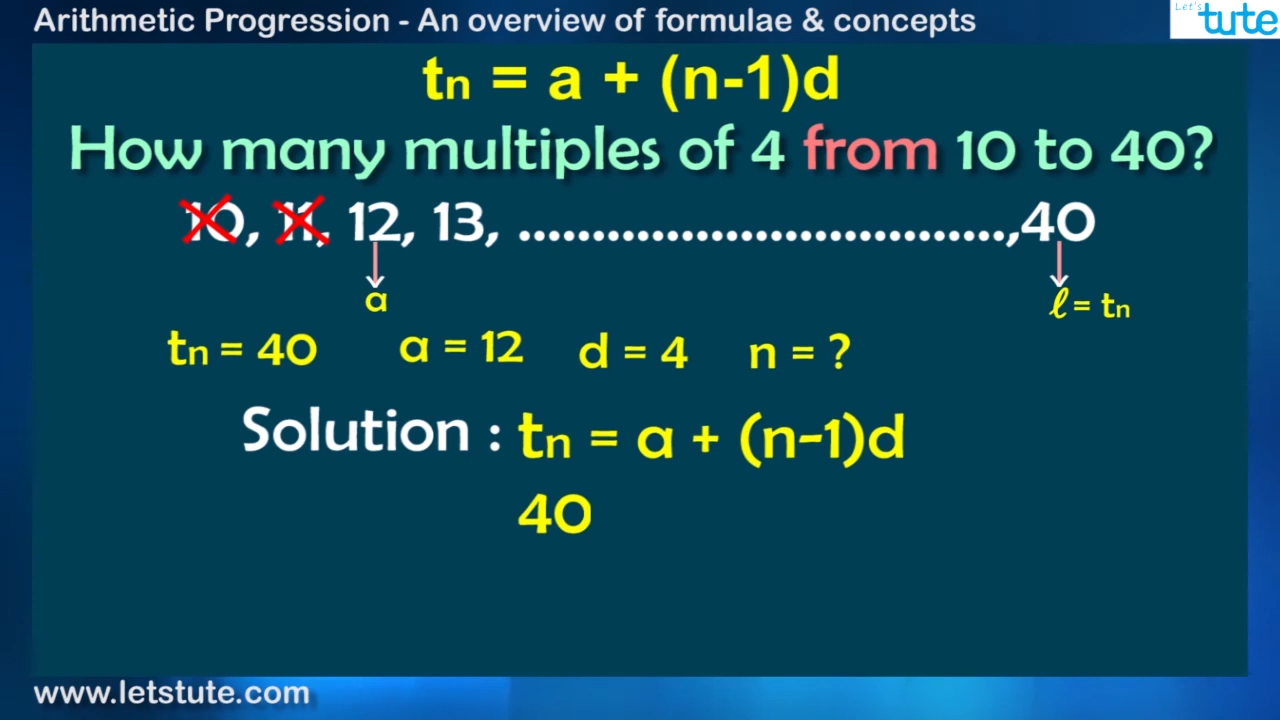 Arithmetic Progression - An overview of formulae & concepts
Let's tute
tn = a + (n-1)d
How many multiples of 4 from 10 to 40?
10, 11, 12, 13, ..................................,40
a
ℓ = tn
tn = 40 a = 12 d = 4 n = ?
Solution : tn = a + (n-1)d
40
www.letstute.com